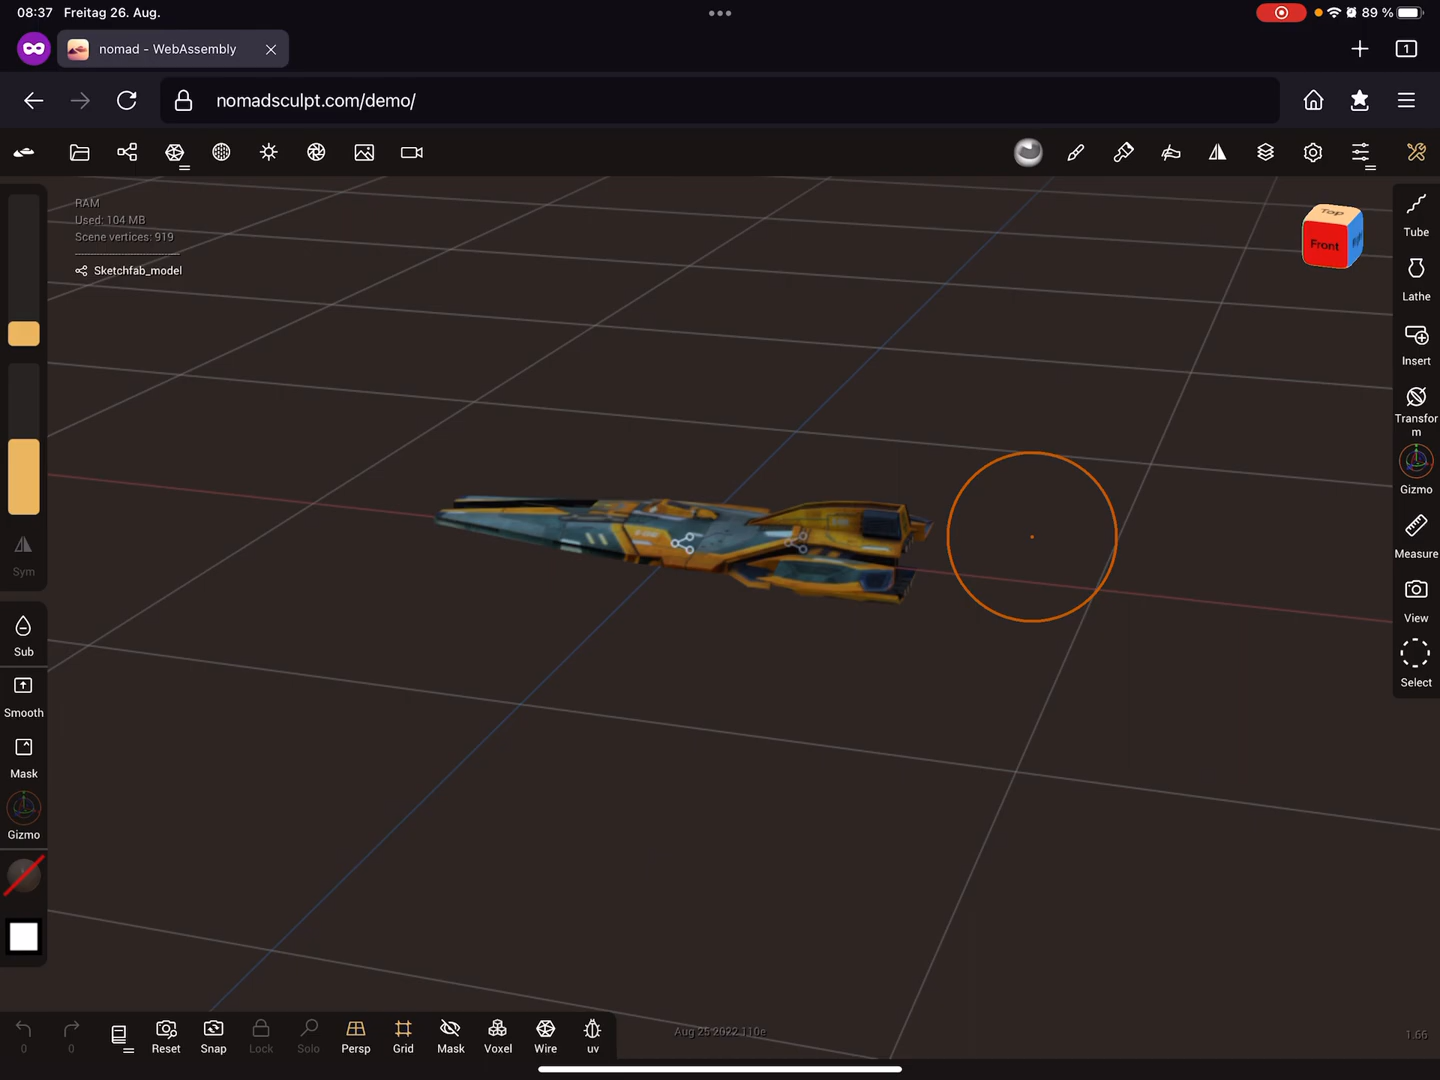 08:37 Freitag 26. Aug.
89 %
nomad - WebAssembly
1
nomadsculpt.com/demo/
RAM
Used: 104 MB
Scene vertices: 919
Sketchfab_model
Top
Front
Tube
Lathe
Insert
Transfor
m
Gizmo
Measure
View
Select
Sym
Sub
Smooth
Mask
Gizmo
0
0
Reset
Snap
Lock
Solo
Persp
Grid
Mask
Voxel
Wire
uv
Aug 25 2022 110e
1.66